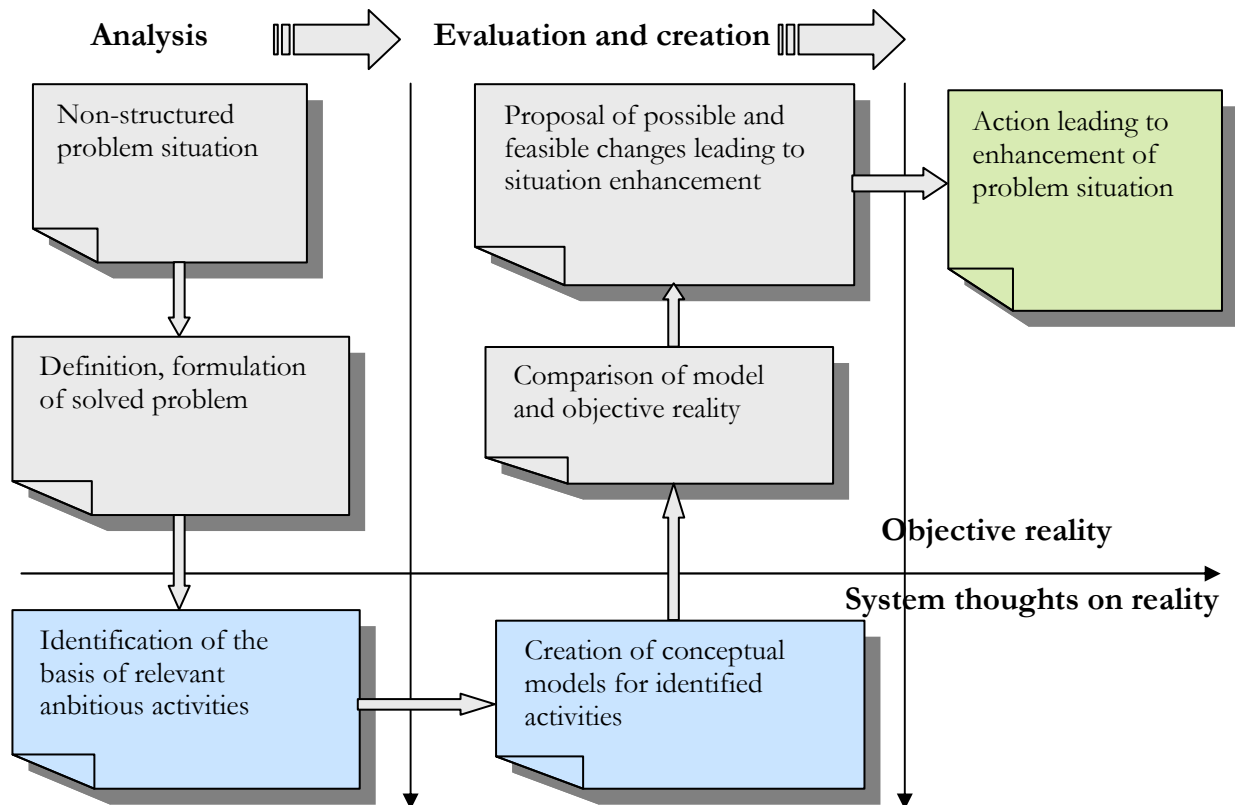 Analysis
Evaluation and creation
Non-structured
problem situation
Proposal of possible and
feasible changes leading to
situation enhancement
Action leading to
enhancement of
problem situation
Definition, formulation
of solved problem
Comparison of model
and objective reality
Objective reality
System thoughts on reality
Identification of the
basis of relevant
anbitious activities
Creation of conceptual
models for identified
activities